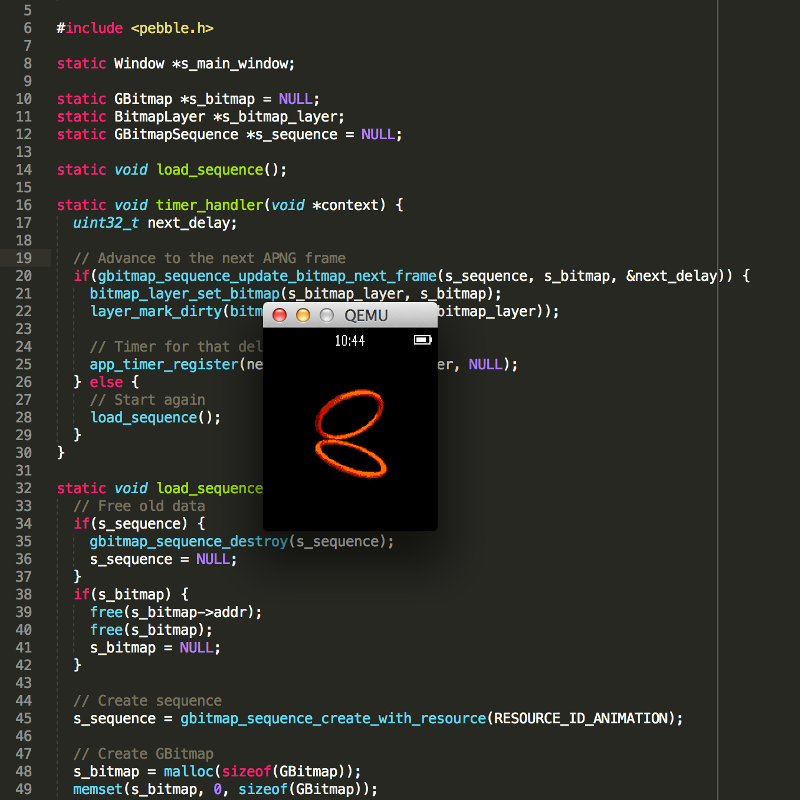 5
6 #include <pebble.h>
7
8 static Window *s_main_window;
9
10 static GBitmap *s_bitmap = NULL;
11 static BitmapLayer *s_bitmap_layer;
12 static GBitmapSequence *s_sequence = NULL;
13
14 static void load_sequence();
15
16 static void timer_handler(void *context) {
17 uint32_t next_delay;
18
19 // Advance to the next APNG frame
20 if(gbitmap_sequence_update_bitmap_next_frame(s_sequence, s_bitmap, &next_delay)) {
21 bitmap_layer_set_bitmap(s_bitmap_layer, s_bitmap);
22 layer_mark_dirty(bitm bitmap_layer));
QEMU
23
10:44
24 // Timer for that del
25 app_timer_register(ne er, NULL);
26 } else {
27 // Start again
28 load_sequence();
29 }
30 }
31
32 static void load_sequence
33 // Free old data
34 if(s_sequence) {
35 gbitmap_sequence_destroy(s_sequence);
36 s_sequence = NULL;
37 }
38 if(s_bitmap) {
39 free(s_bitmap->addr);
40 free(s_bitmap);
41 s_bitmap = NULL;
42 }
43
44 // Create sequence
45 s_sequence = gbitmap_sequence_create_with_resource(RESOURCE_ID_ANIMATION);
46
47 // Create GBitmap
48 s_bitmap = malloc(sizeof(GBitmap));
49 memset(s_bitmap, 0, sizeof(GBitmap));